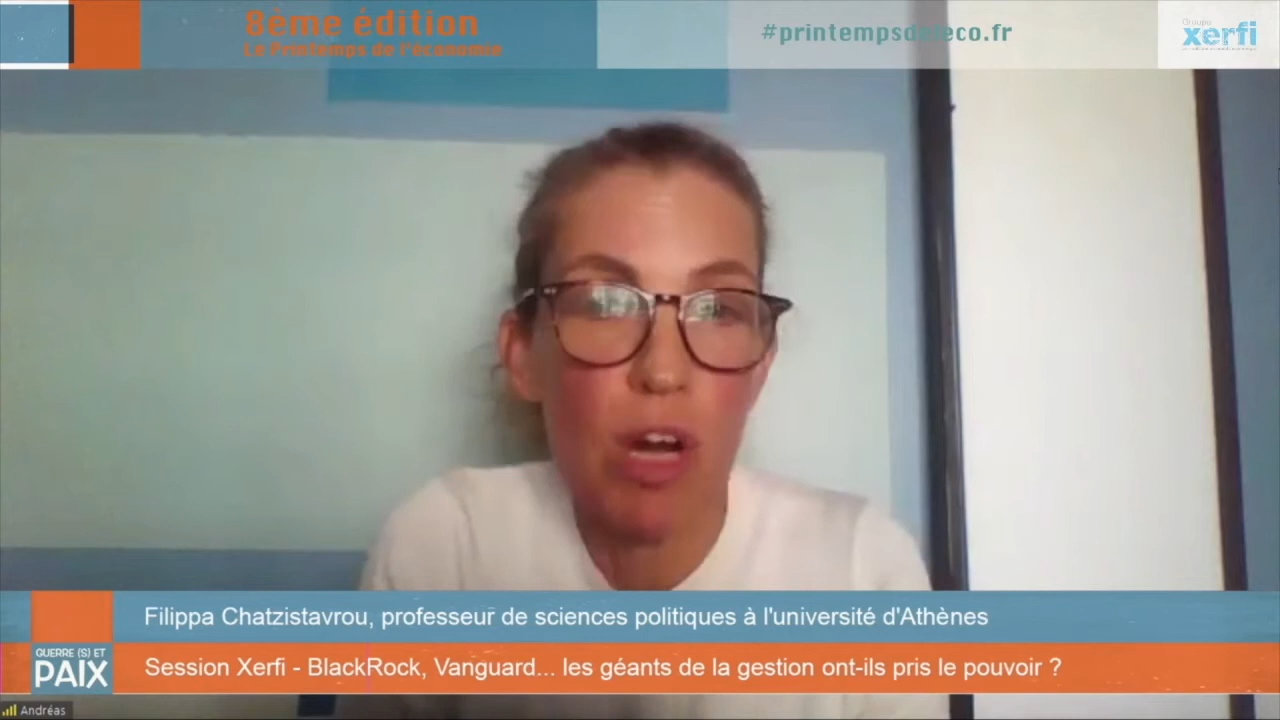 8ème édition
Le Printemps de l'économie
#printempsdeleco.fr
Groupe
xerfi
Filippa Chatzistavrou, professeur de sciences politiques à l'université d'Athènes
GUERRE (S) ET
PAIX
Session Xerfi - BlackRock, Vanguard... les géants de la gestion ont-ils pris le pouvoir ?
Andréas